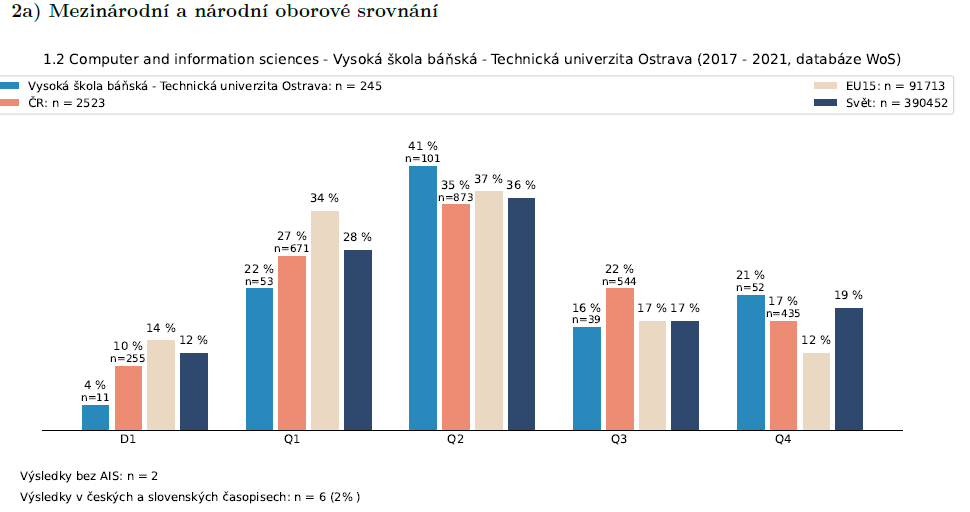 2a) Mezinárodní a národní oborové srovnání
1.2 Computer and information sciences - Vysoká škola báňská - Technická univerzita Ostrava (2017 - 2021, databáze WoS)
Vysoká škola báňská - Technická univerzita Ostrava: n = 245
ČR: n = 2523
EU15: n = 91713
Svět: n = 390452
4 %
n=11
10 %
n=255
14 %
12 %
22 %
n=53
27 %
n=671
34 %
28 %
41 %
n=101
35 %
n=873
37 %
36 %
16 %
n=39
22 %
n=544
17 %
17 %
21 %
n=52
17 %
n=435
12 %
19 %
D1 Q1 Q2 Q3 Q4
Výsledky bez AIS: n = 2
Výsledky v českých a slovenských časopisech: n = 6 (2% )